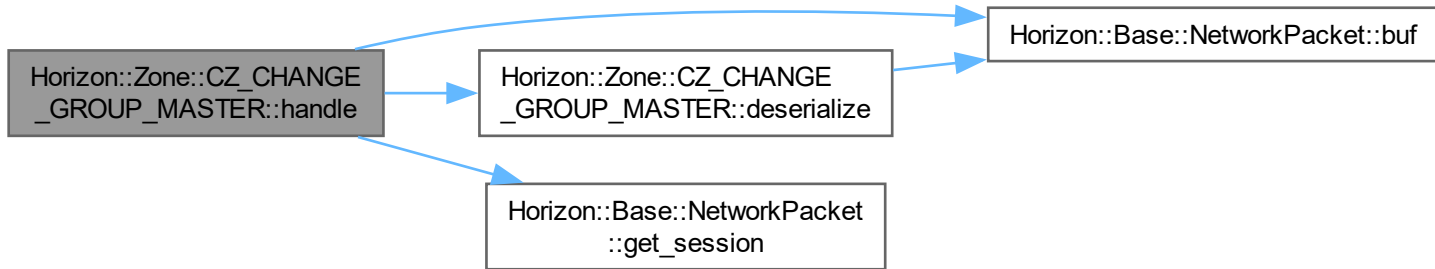 Horizon::Zone::CZ_CHANGE
_GROUP_MASTER::handle
Horizon::Zone::CZ_CHANGE
_GROUP_MASTER::deserialize
Horizon::Base::NetworkPacket::buf
Horizon::Base::NetworkPacket
::get_session